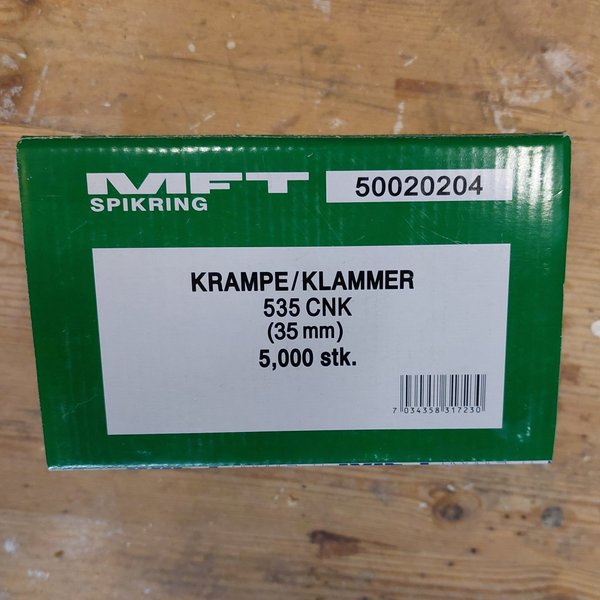 MFT
SPIKRING
50020204
KRAMPE/KLAMMER
535 CNK
(35 mm)
5,000 stk.
7 034358 317230